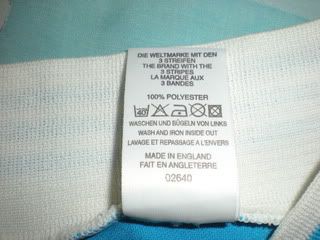 DIE WELTMARKE MIT DEN
3 STREIFEN
THE BRAND WITH THE
3 STRIPES
LA MARQUE AUX
3 BANDES
100% POLYESTER
40
WASCHEN UND BÜGELN VON LINKS
WASH AND IRON INSIDE OUT
LAVAGE ET REPASSAGE A L'ENVERS
MADE IN ENGLAND
FAIT EN ANGLETERRE
02640